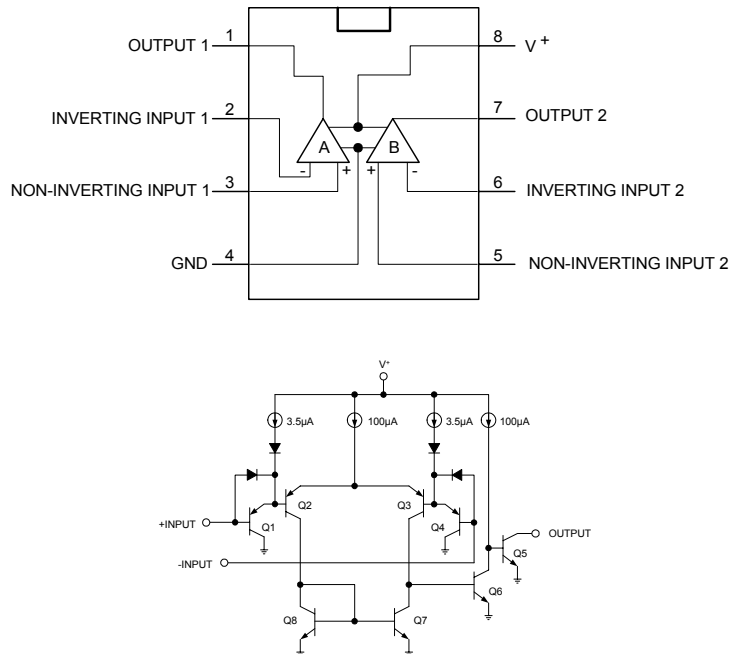 OUTPUT 1 1 8 V +
INVERTING INPUT 1 2 7 OUTPUT 2
A B
- + + -
NON-INVERTING INPUT 1 3 6 INVERTING INPUT 2
GND 4 5 NON-INVERTING INPUT 2
V+
3.5µA 100µA 3.5µA 100µA
Q2 Q3
+INPUT Q1 Q4 OUTPUT
-INPUT Q5
Q6
Q8 Q7